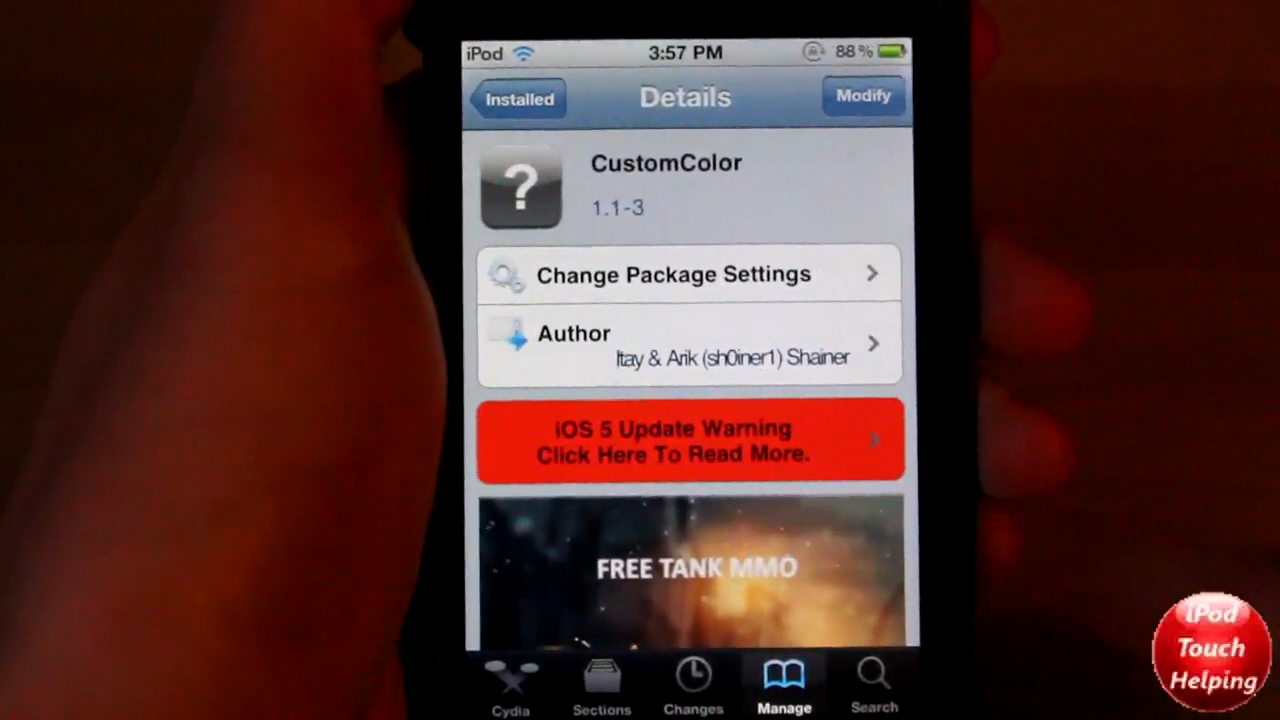 iPod 3:57 PM 88%
Installed Details Modify
?
CustomColor
1.1-3
Change Package Settings
Author
Itay & Arik (sh0iner1) Shainer
iOS 5 Update Warning
Click Here To Read More.
FREE TANK MMO
Cydia Sections Changes Manage Search
iPod
Touch
Helping